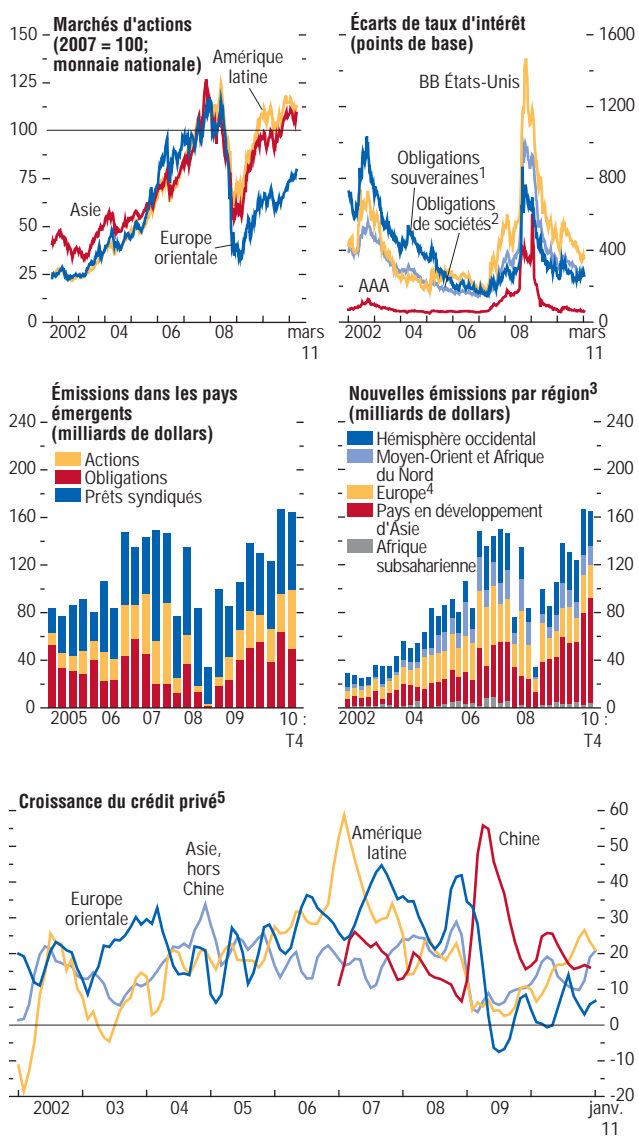 Marchés d'actions
(2007 = 100;
monnaie nationale)
150
125
100
75
50
25
0
Amérique
latine
Asie
Europe
orientale
2002 04 06 08 mars
11
Écarts de taux d'intérêt
(points de base)
1600
1400
800
400
200
0
BB États-Unis
Obligations
souveraines1
Obligations
de sociétés2
AAA
2002 04 06 08 mars
11
Émissions dans les pays
émergents
(milliards de dollars)
240
160
120
80
40
0
Actions
Obligations
Prêts syndiqués
2005 06 07 08 09 10 :
T4
Nouvelles émissions par région3
(milliards de dollars)
240
160
120
80
40
0
Hémisphère occidental
Moyen-Orient et Afrique
du Nord
Europe4
Pays en développement
d'Asie
Afrique
subsaharienne
2002 04 06 08 10 :
T4
Croissance du crédit privé5
60
50
40
30
20
10
0
-10
-20
Europe
orientale
Asie,
hors
Chine
Amérique
latine
Chine
2002 03 04 05 06 07 09 janv.
11